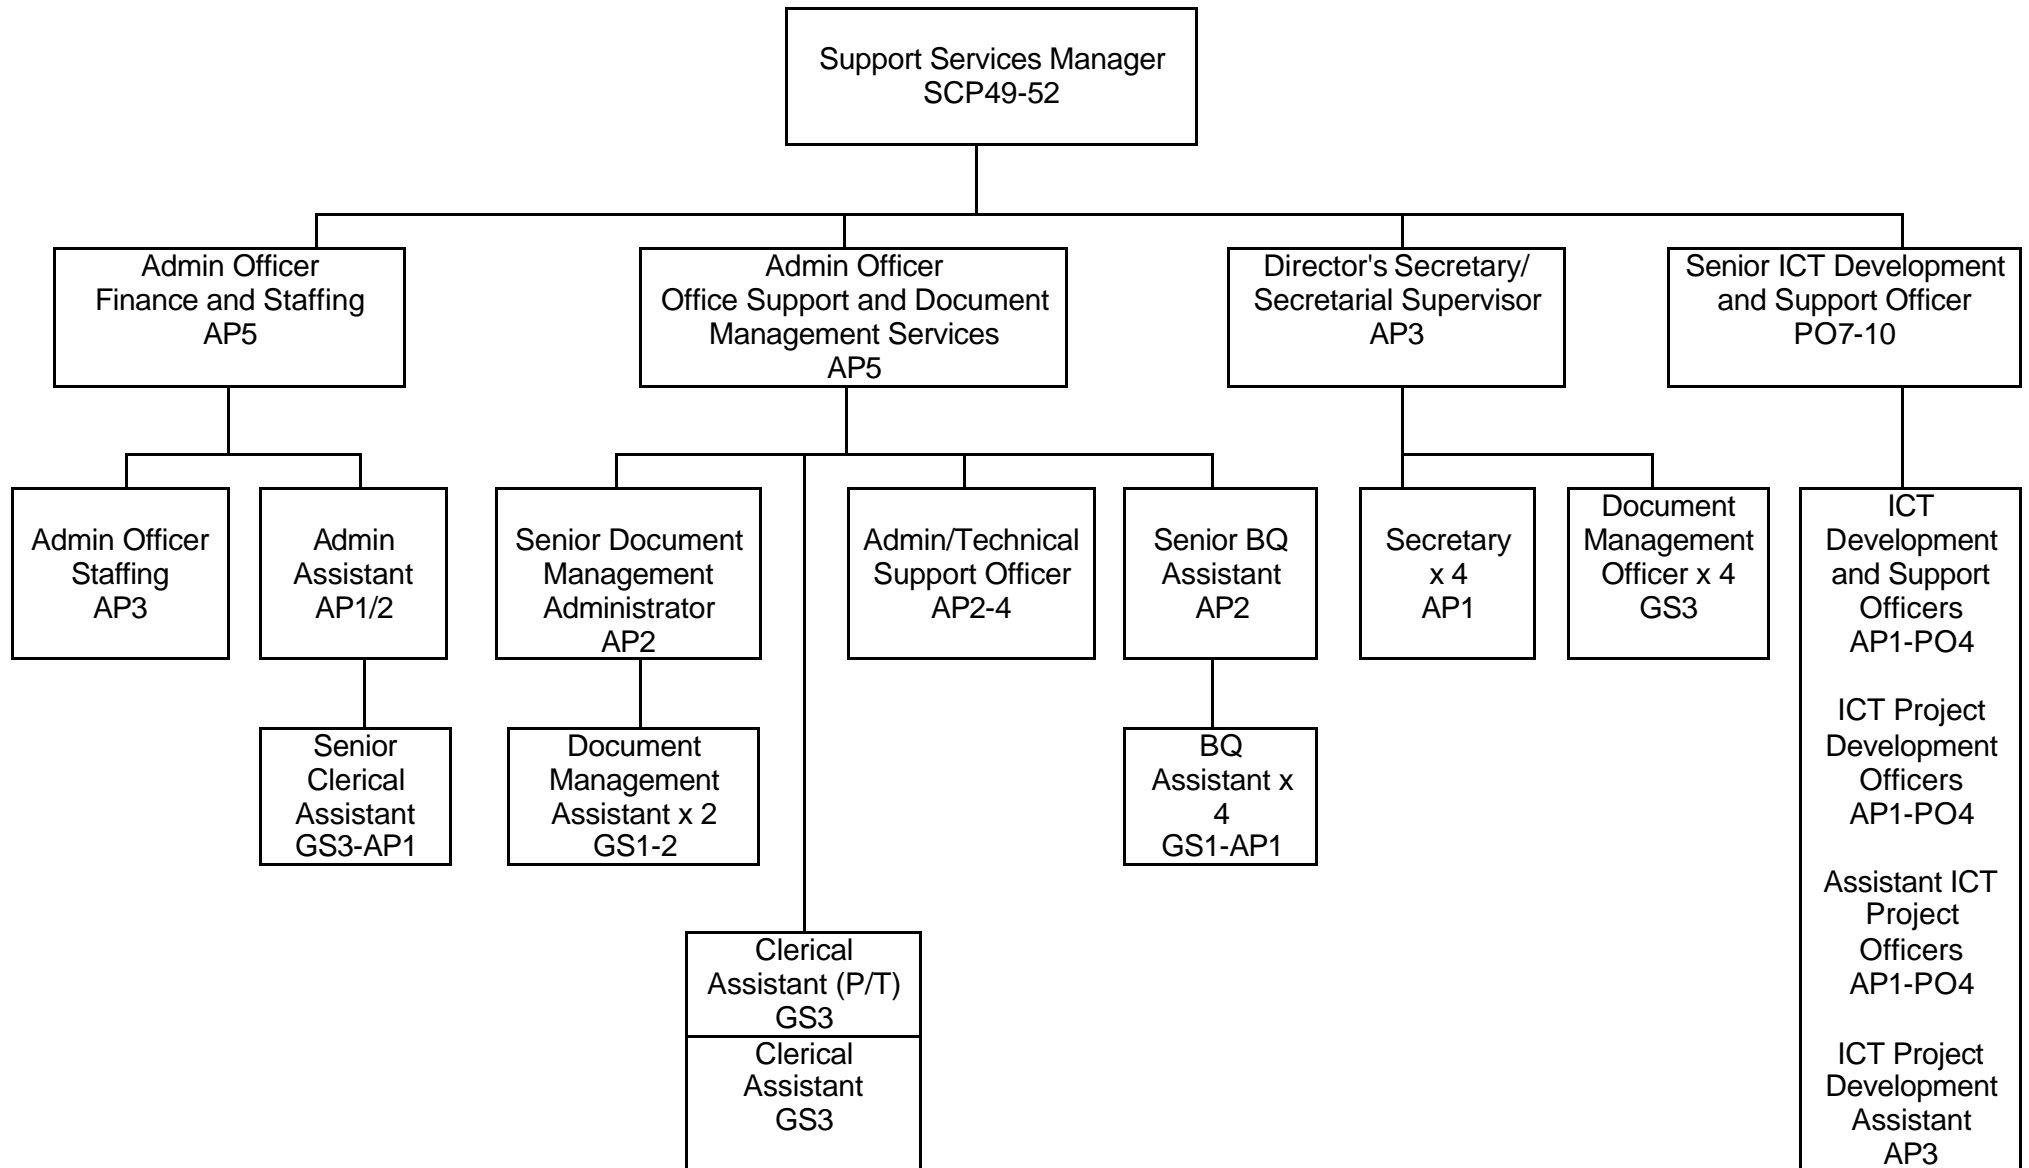 Support Services Manager
SCP49-52
Admin Officer
Finance and Staffing
AP5
Admin Officer
Office Support and Document
Management Services
AP5
Director's Secretary/
Secretarial Supervisor
AP3
Senior ICT Development
and Support Officer
PO7-10
Admin Officer
Staffing
AP3
Admin
Assistant
AP1/2
Senior Document
Management
Administrator
AP2
Admin/Technical
Support Officer
AP2-4
Senior BQ
Assistant
AP2
Secretary
x 4
AP1
Document
Management
Officer x 4
GS3
ICT
Development
and Support
Officers
AP1-PO4
ICT Project
Development
Officers
AP1-PO4
Assistant ICT
Project
Officers
AP1-PO4
ICT Project
Development
Assistant
AP3
Senior
Clerical
Assistant
GS3-AP1
Document
Management
Assistant x 2
GS1-2
BQ
Assistant x
4
GS1-AP1
Clerical
Assistant (P/T)
GS3
Clerical
Assistant
GS3